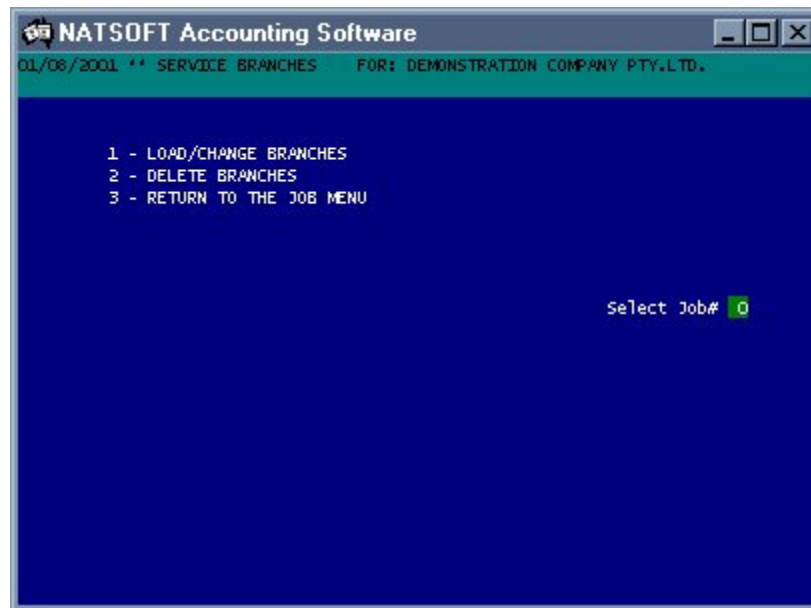 NATSOFT Accounting Software
01/08/2001 ** SERVICE BRANCHES FOR: DEMONSTRATION COMPANY PTY.LTD.
1 - LOAD/CHANGE BRANCHES
2 - DELETE BRANCHES
3 - RETURN TO THE JOB MENU
Select Job# 0